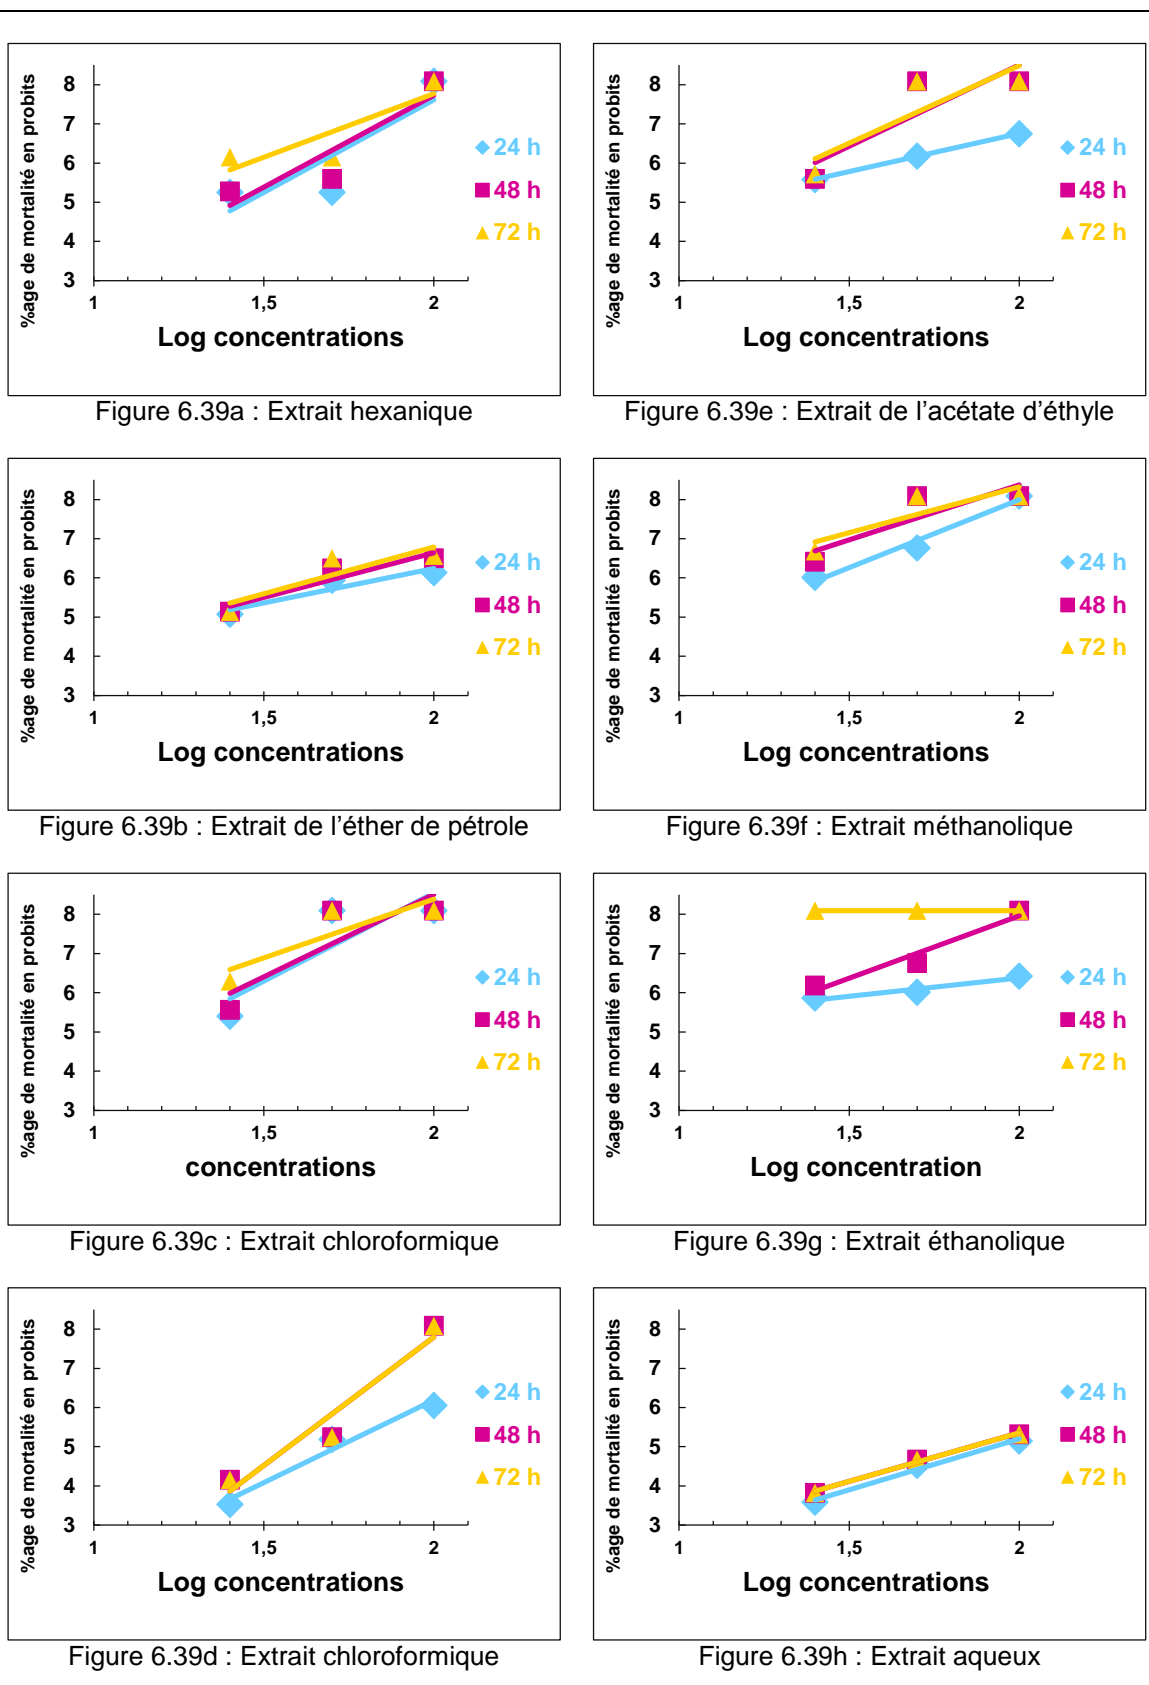 %age de mortalité en probits
8
7
6
5
4
3
1
1,5
2
Log concentrations
24 h
48 h
72 h
Figure 6.39a : Extrait hexanique
%age de mortalité en probits
8
7
6
5
4
3
1
1,5
2
Log concentrations
24 h
48 h
72 h
Figure 6.39e : Extrait de l’acétate d’éthyle
%age de mortalité en probits
8
7
6
5
4
3
1
1,5
2
Log concentrations
24 h
48 h
72 h
Figure 6.39b : Extrait de l’éther de pétrole
%age de mortalité en probits
8
7
6
5
4
3
1
1,5
2
Log concentrations
24 h
48 h
72 h
Figure 6.39f : Extrait méthanolique
%age de mortalité en probits
8
7
6
5
4
3
1
1,5
2
concentrations
24 h
48 h
72 h
Figure 6.39c : Extrait chloroformique
%age de mortalité en probits
8
7
6
5
4
3
1
1,5
2
Log concentration
24 h
48 h
72 h
Figure 6.39g : Extrait éthanolique
%age de mortalité en probits
8
7
6
5
4
3
1
1,5
2
Log concentrations
24 h
48 h
72 h
Figure 6.39d : Extrait chloroformique
%age de mortalité en probits
8
7
6
5
4
3
1
1,5
2
Log concentrations
24 h
48 h
72 h
Figure 6.39h : Extrait aqueux